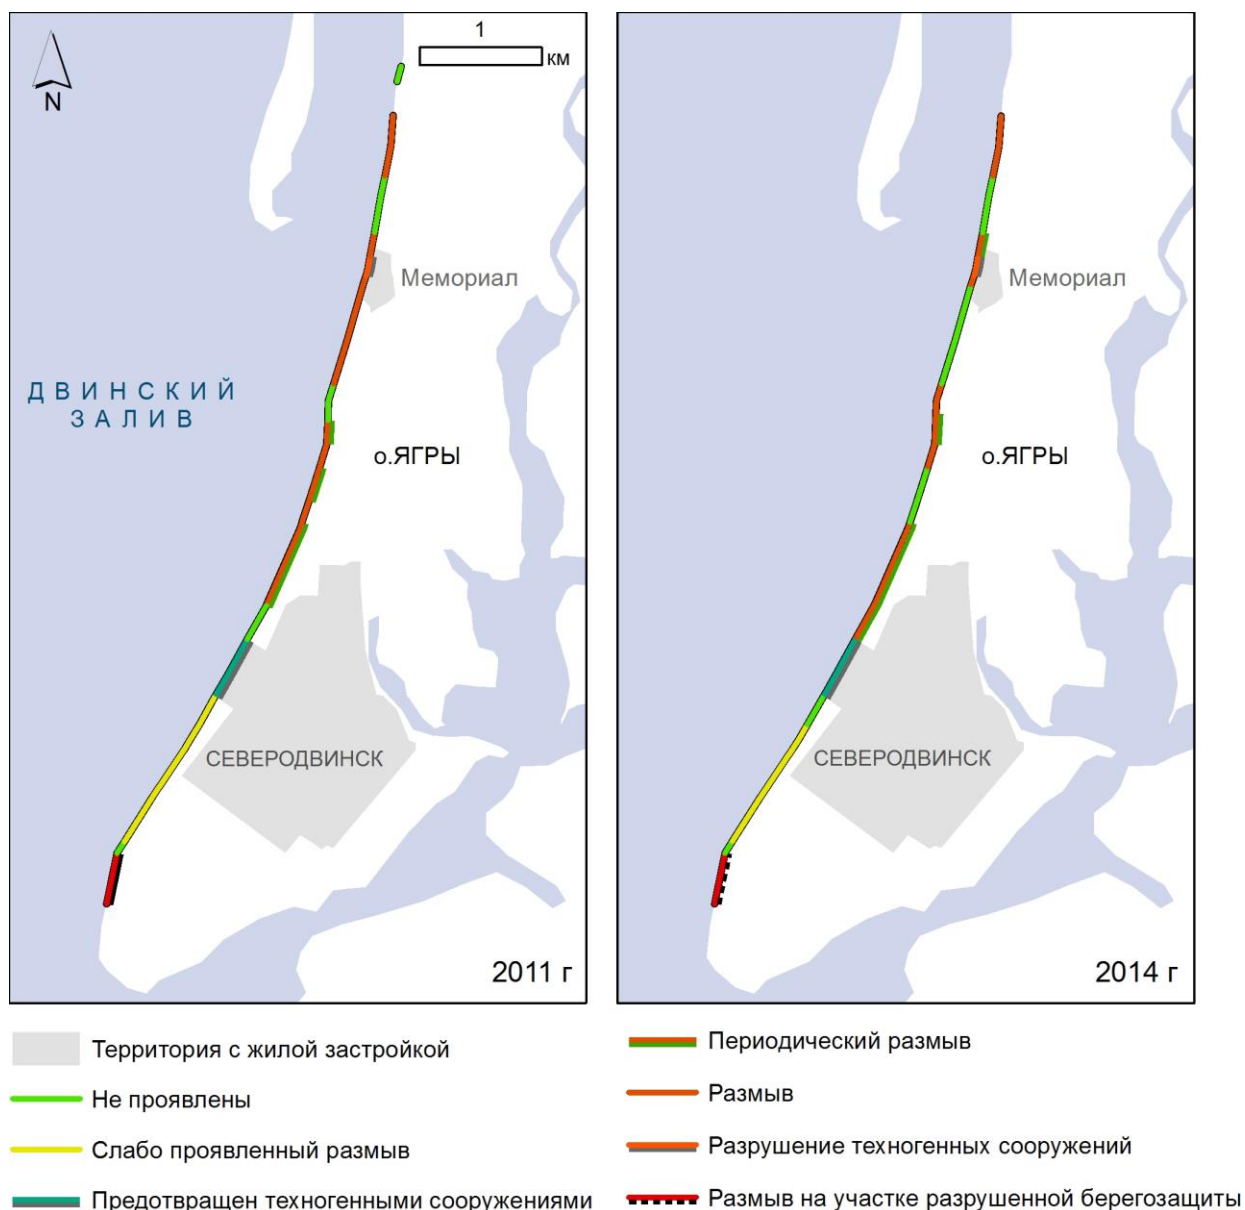 1
км
N
Мемориал
ДВИНСКИЙ
ЗАЛИВ
о.ЯГРЫ
СЕВЕРОДВИНСК
2011 г
Мемориал
о.ЯГРЫ
СЕВЕРОДВИНСК
2014 г
Территория с жилой застройкой
Не проявлены
Слабо проявленный размыв
Предотвращен техногенными сооружениями
Периодический размыв
Размыв
Разрушение техногенных сооружений
Размыв на участке разрушенной берегозащиты